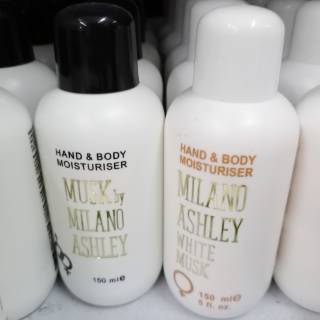 HAND & BODY
MOISTURISER
MUSK by
MILANO
ASHLEY
150 ml e
HAND & BODY
MOISTURISER
MILANO
ASHLEY
WHITE
MUSK
150 ml e
5 fl. oz.